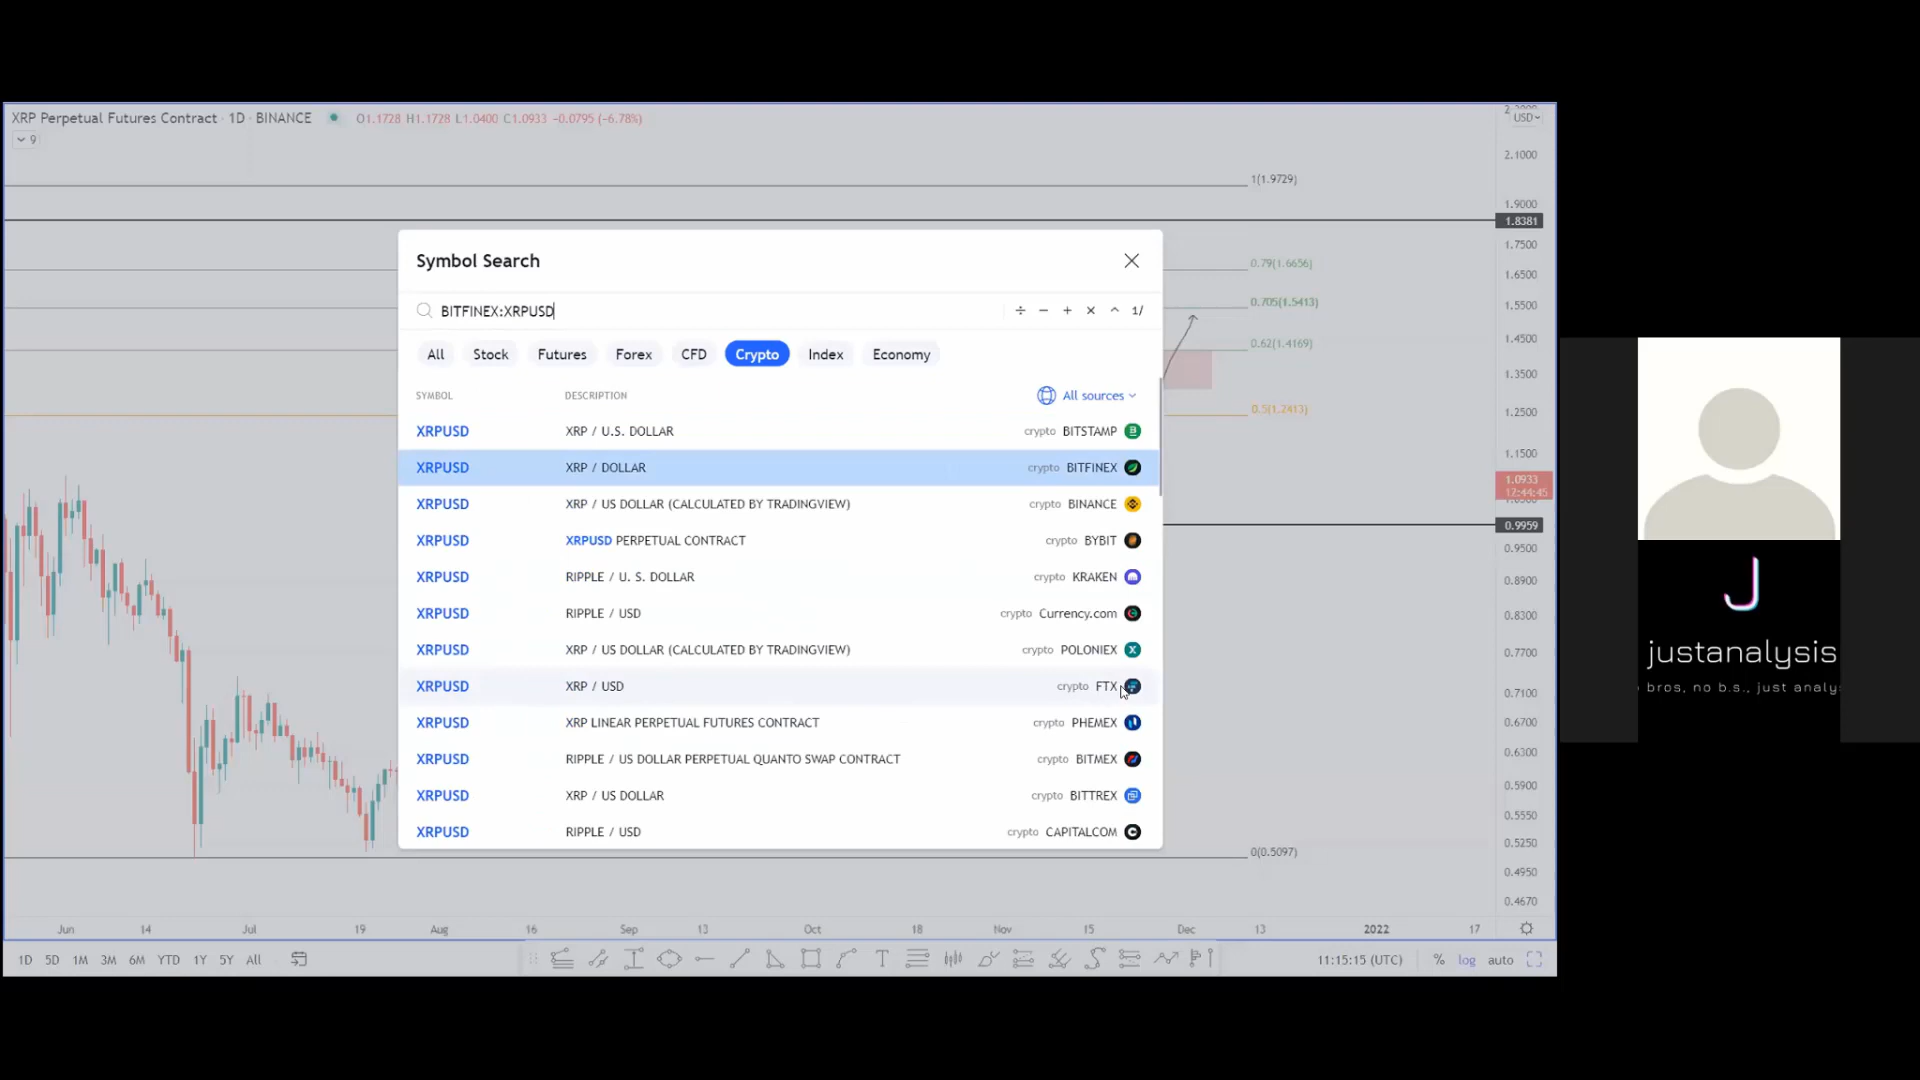 XRP Perpetual Futures Contract · 1D · BINANCE O1.1728 H1.1728 L1.0400 C1.0933 −0.0795 (−6.78%)
9
USD
2.1000
1(1.9729)
1.9000
1.8381
1.7500
0.79(1.6656)
1.6500
0.705(1.5413)
1.5500
0.62(1.4169)
1.4500
1.3500
0.5(1.2413)
1.2500
1.1500
1.0933
12:44:45
0.9959
0.9500
0.8900
0.8300
0.7700
0.7100
0.6700
0.6300
0.5900
0.5550
0.5250
0(0.5097)
0.4950
0.4670
Symbol Search
BITFINEX:XRPUSD ÷ − + × ^ 1/
All Stock Futures Forex CFD Crypto Index Economy
SYMBOL DESCRIPTION All sources
XRPUSD XRP / U.S. DOLLAR crypto BITSTAMP
XRPUSD XRP / DOLLAR crypto BITFINEX
XRPUSD XRP / US DOLLAR (CALCULATED BY TRADINGVIEW) crypto BINANCE
XRPUSD XRPUSD PERPETUAL CONTRACT crypto BYBIT
XRPUSD RIPPLE / U. S. DOLLAR crypto KRAKEN
XRPUSD RIPPLE / USD crypto Currency.com
XRPUSD XRP / US DOLLAR (CALCULATED BY TRADINGVIEW) crypto POLONIEX
XRPUSD XRP / USD crypto FTX
XRPUSD XRP LINEAR PERPETUAL FUTURES CONTRACT crypto PHEMEX
XRPUSD RIPPLE / US DOLLAR PERPETUAL QUANTO SWAP CONTRACT crypto BITMEX
XRPUSD XRP / US DOLLAR crypto BITTREX
XRPUSD RIPPLE / USD crypto CAPITALCOM
Jun 14 Jul 19 Aug 16 Sep 13 Oct 18 Nov 15 Dec 13 2022 17
1D 5D 1M 3M 6M YTD 1Y 5Y All 11:15:15 (UTC) % log auto
J
justanalysis
bros, no b.s., just analy